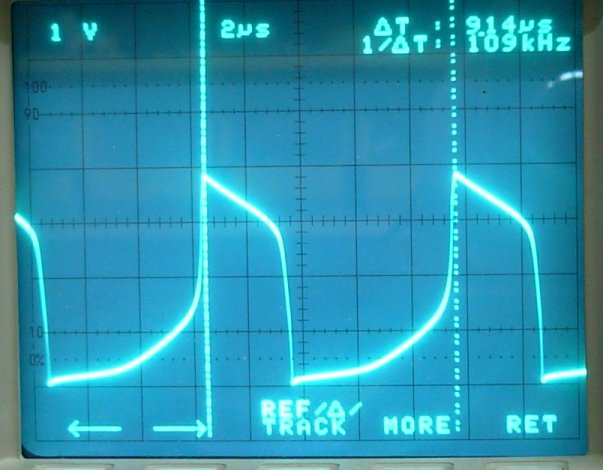 1 V 2µs ΔT : 9.14µs
1/ΔT: 109kHz
100
90
10
0%
REF/Δ/
← → TRACK MORE RET